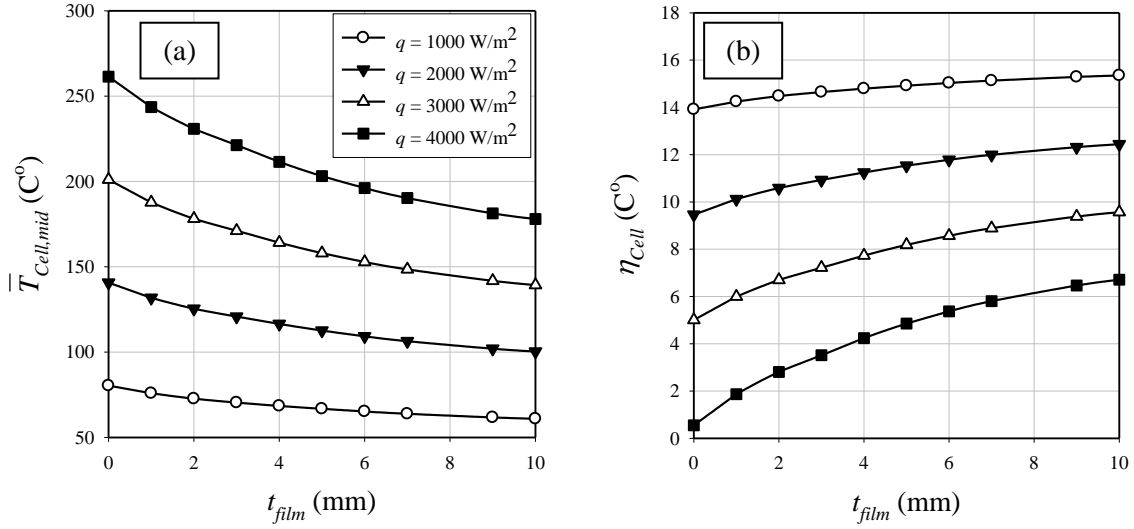 (a)
q = 1000 W/m²
q = 2000 W/m²
q = 3000 W/m²
q = 4000 W/m²
300
250
200
150
100
50
0 2 4 6 8 10
T̅Cell,mid (Cº)
tfilm (mm)
(b)
18
16
14
12
10
8
6
4
2
0
0 2 4 6 8 10
ηCell (Cº)
tfilm (mm)